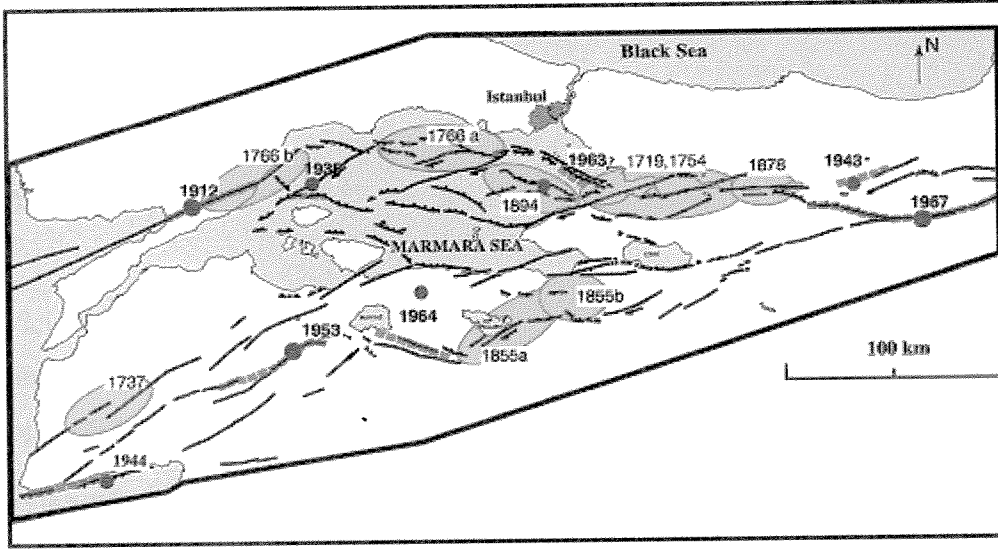 Black Sea
N
Istanbul
1766 a
1766 b
1935
1963
1719,1754
1878
1943
1912
1894
1967
MARMARA SEA
1855b
1964
1953
1855a
100 km
1737
1944